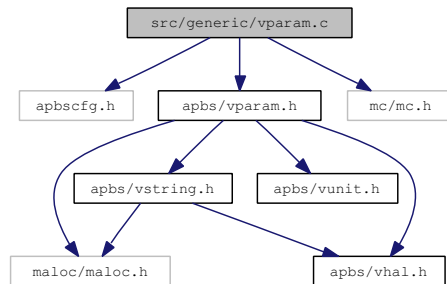 src/generic/vparam.c
apbscfg.h
apbs/vparam.h
mc/mc.h
apbs/vstring.h
apbs/vunit.h
maloc/maloc.h
apbs/vhal.h